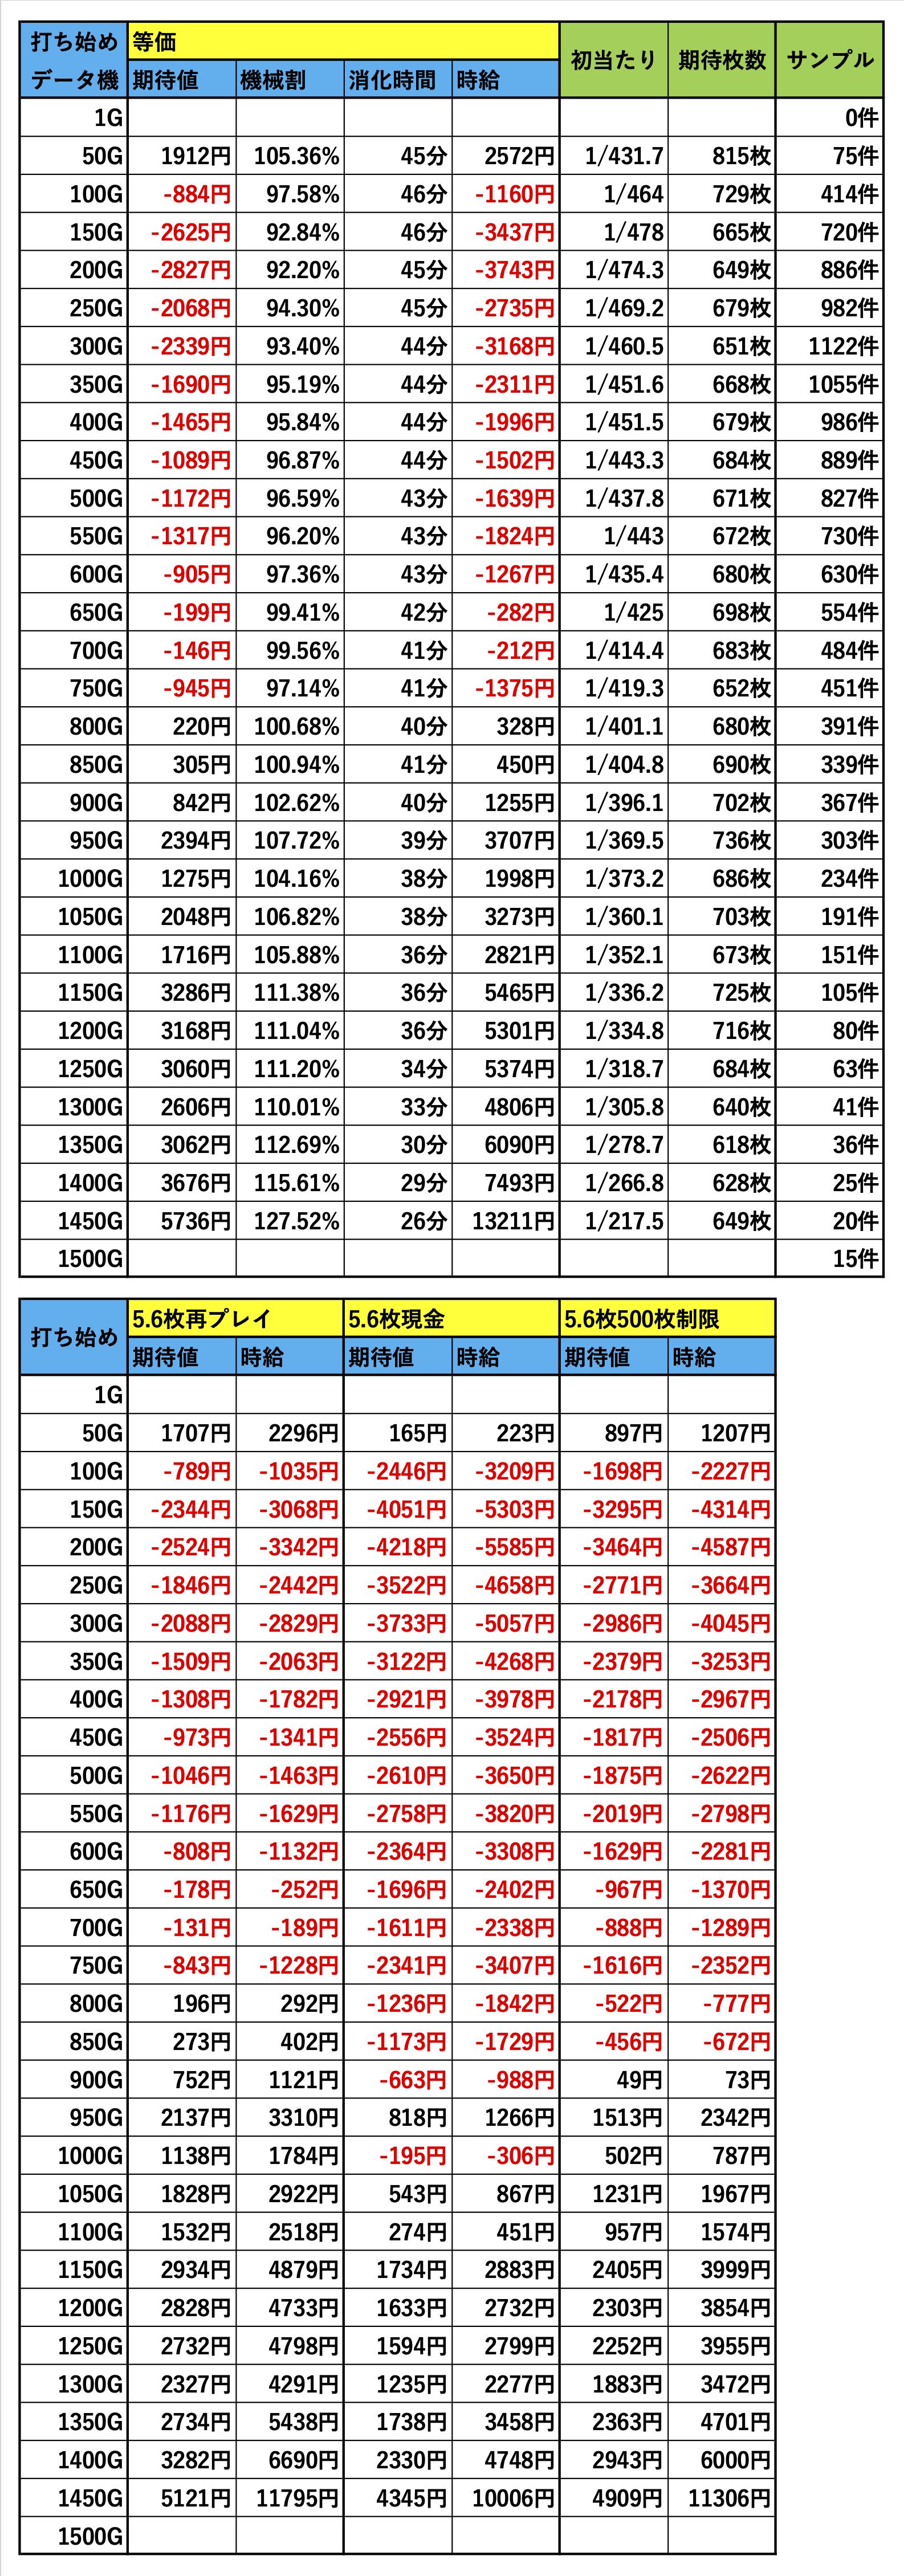 打ち始め 等価 初当たり 期待枚数 サンプル
データ機 期待値 機械割 消化時間 時給
1G 0件
50G 1912円 105.36% 45分 2572円 1/431.7 815枚 75件
100G -884円 97.58% 46分 -1160円 1/464 729枚 414件
150G -2625円 92.84% 46分 -3437円 1/478 665枚 720件
200G -2827円 92.20% 45分 -3743円 1/474.3 649枚 886件
250G -2068円 94.30% 45分 -2735円 1/469.2 679枚 982件
300G -2339円 93.40% 44分 -3168円 1/460.5 651枚 1122件
350G -1690円 95.19% 44分 -2311円 1/451.6 668枚 1055件
400G -1465円 95.84% 44分 -1996円 1/451.5 679枚 986件
450G -1089円 96.87% 44分 -1502円 1/443.3 684枚 889件
500G -1172円 96.59% 43分 -1639円 1/437.8 671枚 827件
550G -1317円 96.20% 43分 -1824円 1/443 672枚 730件
600G -905円 97.36% 43分 -1267円 1/435.4 680枚 630件
650G -199円 99.41% 42分 -282円 1/425 698枚 554件
700G -146円 99.56% 41分 -212円 1/414.4 683枚 484件
750G -945円 97.14% 41分 -1375円 1/419.3 652枚 451件
800G 220円 100.68% 40分 328円 1/401.1 680枚 391件
850G 305円 100.94% 41分 450円 1/404.8 690枚 339件
900G 842円 102.62% 40分 1255円 1/396.1 702枚 367件
950G 2394円 107.72% 39分 3707円 1/369.5 736枚 303件
1000G 1275円 104.16% 38分 1998円 1/373.2 686枚 234件
1050G 2048円 106.82% 38分 3273円 1/360.1 703枚 191件
1100G 1716円 105.88% 36分 2821円 1/352.1 673枚 151件
1150G 3286円 111.38% 36分 5465円 1/336.2 725枚 105件
1200G 3168円 111.04% 36分 5301円 1/334.8 716枚 80件
1250G 3060円 111.20% 34分 5374円 1/318.7 684枚 63件
1300G 2606円 110.01% 33分 4806円 1/305.8 640枚 41件
1350G 3062円 112.69% 30分 6090円 1/278.7 618枚 36件
1400G 3676円 115.61% 29分 7493円 1/266.8 628枚 25件
1450G 5736円 127.52% 26分 13211円 1/217.5 649枚 20件
1500G 15件
打ち始め 5.6枚再プレイ 5.6枚現金 5.6枚500枚制限
期待値 時給 期待値 時給 期待値 時給
1G
50G 1707円 2296円 165円 223円 897円 1207円
100G -789円 -1035円 -2446円 -3209円 -1698円 -2227円
150G -2344円 -3068円 -4051円 -5303円 -3295円 -4314円
200G -2524円 -3342円 -4218円 -5585円 -3464円 -4587円
250G -1846円 -2442円 -3522円 -4658円 -2771円 -3664円
300G -2088円 -2829円 -3733円 -5057円 -2986円 -4045円
350G -1509円 -2063円 -3122円 -4268円 -2379円 -3253円
400G -1308円 -1782円 -2921円 -3978円 -2178円 -2967円
450G -973円 -1341円 -2556円 -3524円 -1817円 -2506円
500G -1046円 -1463円 -2610円 -3650円 -1875円 -2622円
550G -1176円 -1629円 -2758円 -3820円 -2019円 -2798円
600G -808円 -1132円 -2364円 -3308円 -1629円 -2281円
650G -178円 -252円 -1696円 -2402円 -967円 -1370円
700G -131円 -189円 -1611円 -2338円 -888円 -1289円
750G -843円 -1228円 -2341円 -3407円 -1616円 -2352円
800G 196円 292円 -1236円 -1842円 -522円 -777円
850G 273円 402円 -1173円 -1729円 -456円 -672円
900G 752円 1121円 -663円 -988円 49円 73円
950G 2137円 3310円 818円 1266円 1513円 2342円
1000G 1138円 1784円 -195円 -306円 502円 787円
1050G 1828円 2922円 543円 867円 1231円 1967円
1100G 1532円 2518円 274円 451円 957円 1574円
1150G 2934円 4879円 1734円 2883円 2405円 3999円
1200G 2828円 4733円 1633円 2732円 2303円 3854円
1250G 2732円 4798円 1594円 2799円 2252円 3955円
1300G 2327円 4291円 1235円 2277円 1883円 3472円
1350G 2734円 5438円 1738円 3458円 2363円 4701円
1400G 3282円 6690円 2330円 4748円 2943円 6000円
1450G 5121円 11795円 4345円 10006円 4909円 11306円
1500G